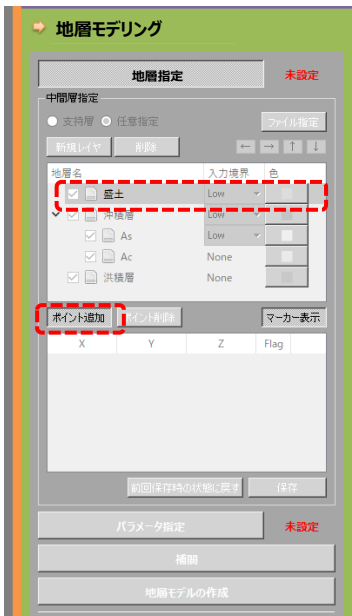 地層モデリング
地層指定 未設定
中間層指定
支持層 任意指定 ファイル指定
新規レイヤ 削除 ← → ↑ ↓
地層名 入力境界 色
盛土 Low
沖積層 Low
As Low
Ac None
洪積層 None
ポイント追加 ポイント削除 マーカー表示
X Y Z Flag
前回保存時の状態に戻す 保存
パラメータ指定 未設定
補間
地層モデルの作成